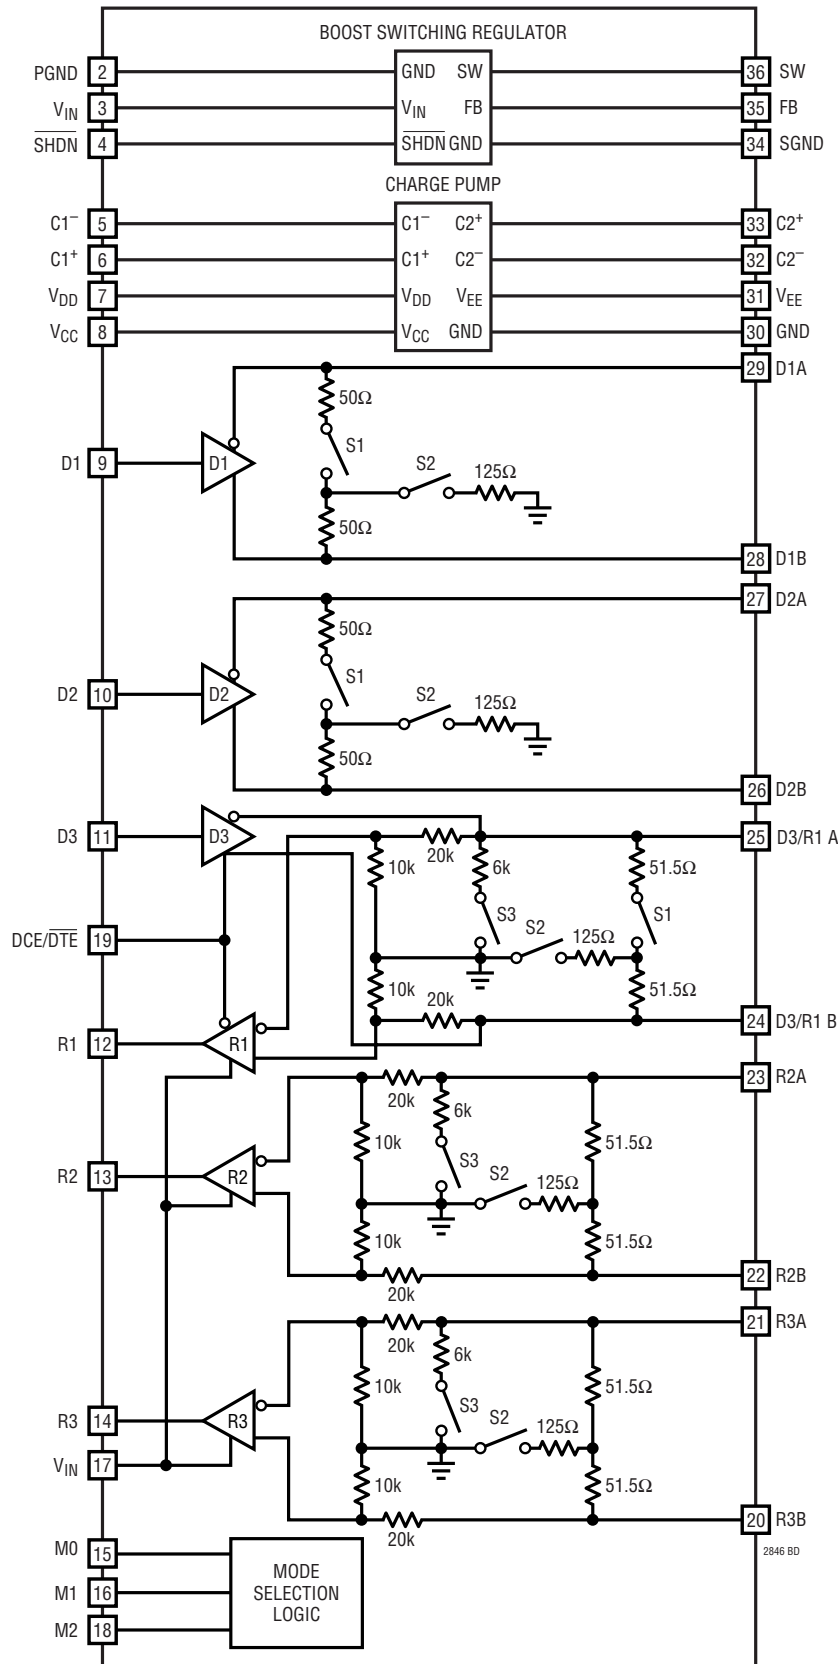 BOOST SWITCHING REGULATOR
PGND 2 GND SW 36 SW
VIN 3 VIN FB 35 FB
SHDN 4 SHDN GND 34 SGND
CHARGE PUMP
C1– 5 C1– C2+ 33 C2+
C1+ 6 C1+ C2– 32 C2–
VDD 7 VDD VEE 31 VEE
VCC 8 VCC GND 30 GND
29 D1A
50Ω
S1
D1 9 D1 S2 125Ω
50Ω
28 D1B
27 D2A
50Ω
S1
D2 10 D2 S2 125Ω
50Ω
26 D2B
D3 11 D3 25 D3/R1 A
20k
10k 6k 51.5Ω
S3 S1
DCE/DTE 19 S2 125Ω
10k 20k 51.5Ω
24 D3/R1 B
R1 12 R1
23 R2A
20k
6k
10k 51.5Ω
S3
R2 13 R2 S2 125Ω
10k 51.5Ω
22 R2B
20k
21 R3A
20k
6k
10k 51.5Ω
S3
R3 14 R3 S2 125Ω
VIN 17
10k 51.5Ω
20 R3B
20k
2846 BD
M0 15
MODE
M1 16 SELECTION
LOGIC
M2 18